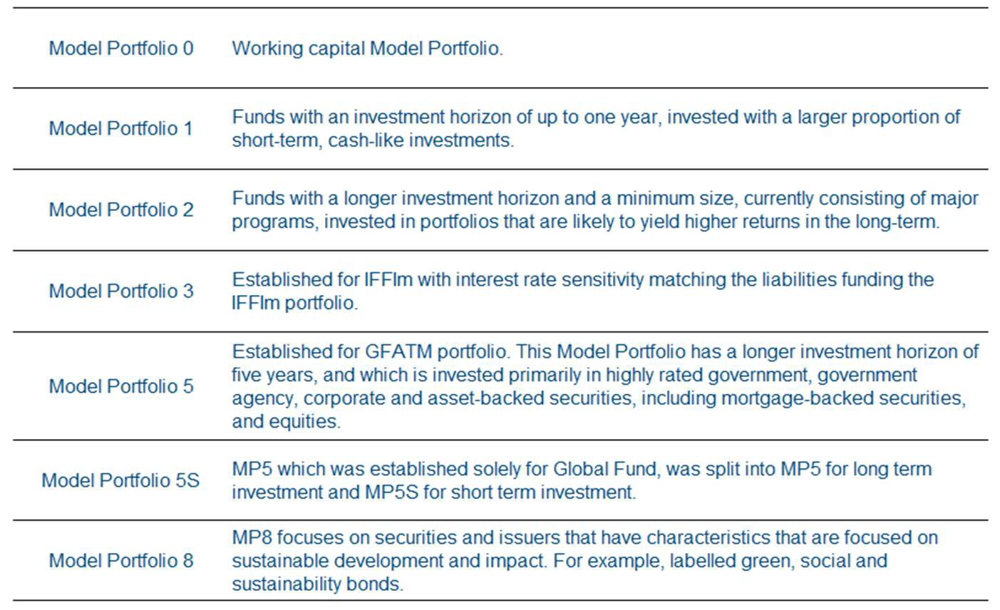 Model Portfolio 0
Working capital Model Portfolio.
Model Portfolio 1
Funds with an investment horizon of up to one year, invested with a larger proportion of
short-term, cash-like investments.
Model Portfolio 2
Funds with a longer investment horizon and a minimum size, currently consisting of major
programs, invested in portfolios that are likely to yield higher returns in the long-term.
Model Portfolio 3
Established for IFFIm with interest rate sensitivity matching the liabilities funding the
IFFIm portfolio.
Model Portfolio 5
Established for GFATM portfolio. This Model Portfolio has a longer investment horizon of
five years, and which is invested primarily in highly rated government, government
agency, corporate and asset-backed securities, including mortgage-backed securities,
and equities.
Model Portfolio 5S
MP5 which was established solely for Global Fund, was split into MP5 for long term
investment and MP5S for short term investment.
Model Portfolio 8
MP8 focuses on securities and issuers that have characteristics that are focused on
sustainable development and impact. For example, labelled green, social and
sustainability bonds.